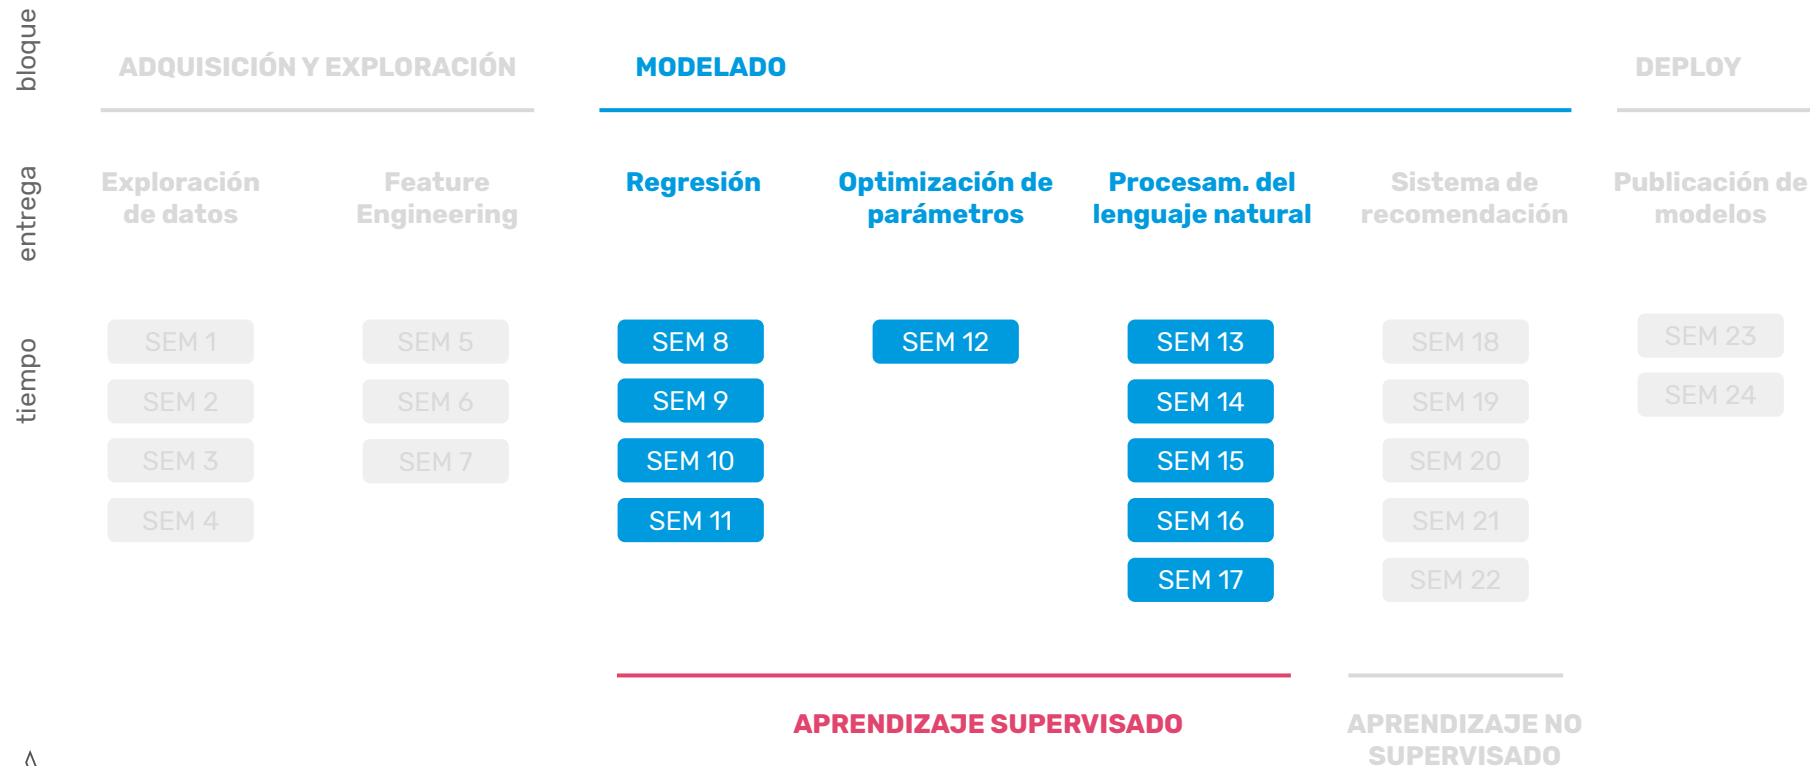 bloque
ADQUISICIÓN Y EXPLORACIÓN
MODELADO
DEPLOY
entrega
Exploración
de datos
Feature
Engineering
Regresión
Optimización de
parámetros
Procesam. del
lenguaje natural
Sistema de
recomendación
Publicación de
modelos
tiempo
SEM 1
SEM 2
SEM 3
SEM 4
SEM 5
SEM 6
SEM 7
SEM 8
SEM 9
SEM 10
SEM 11
SEM 12
SEM 13
SEM 14
SEM 15
SEM 16
SEM 17
SEM 18
SEM 19
SEM 20
SEM 21
SEM 22
SEM 23
SEM 24
APRENDIZAJE SUPERVISADO
APRENDIZAJE NO
SUPERVISADO